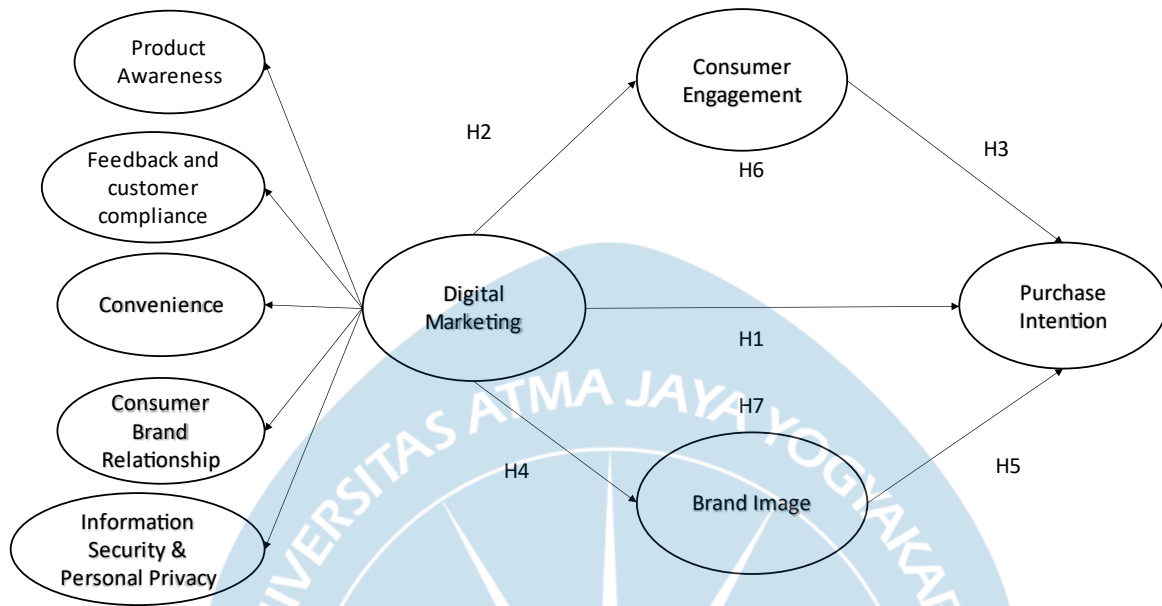 Product
Awareness
Feedback and
customer
compliance
Convenience
Consumer
Brand
Relationship
Information
Security &
Personal Privacy
Digital
Marketing
H2
Consumer
Engagement
H6
H3
H1
Purchase
Intention
H7
H4
Brand Image
H5
UNIVERSITAS ATMA JAYA YOGYAKAR